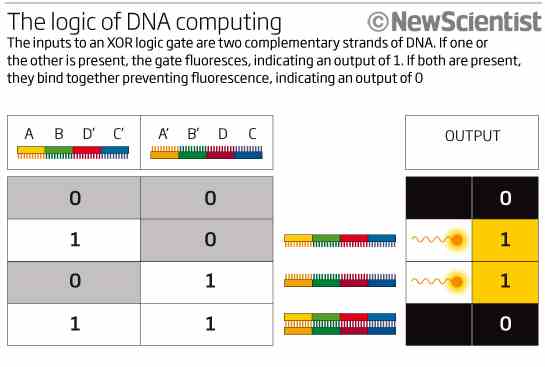 The logic of DNA computing
©NewScientist
The inputs to an XOR logic gate are two complementary strands of DNA. If one or
the other is present, the gate fluoresces, indicating an output of 1. If both are present,
they bind together preventing fluorescence, indicating an output of 0
A B D' C' A' B' D C OUTPUT
0 0 0
1 0 1
0 1 1
1 1 0